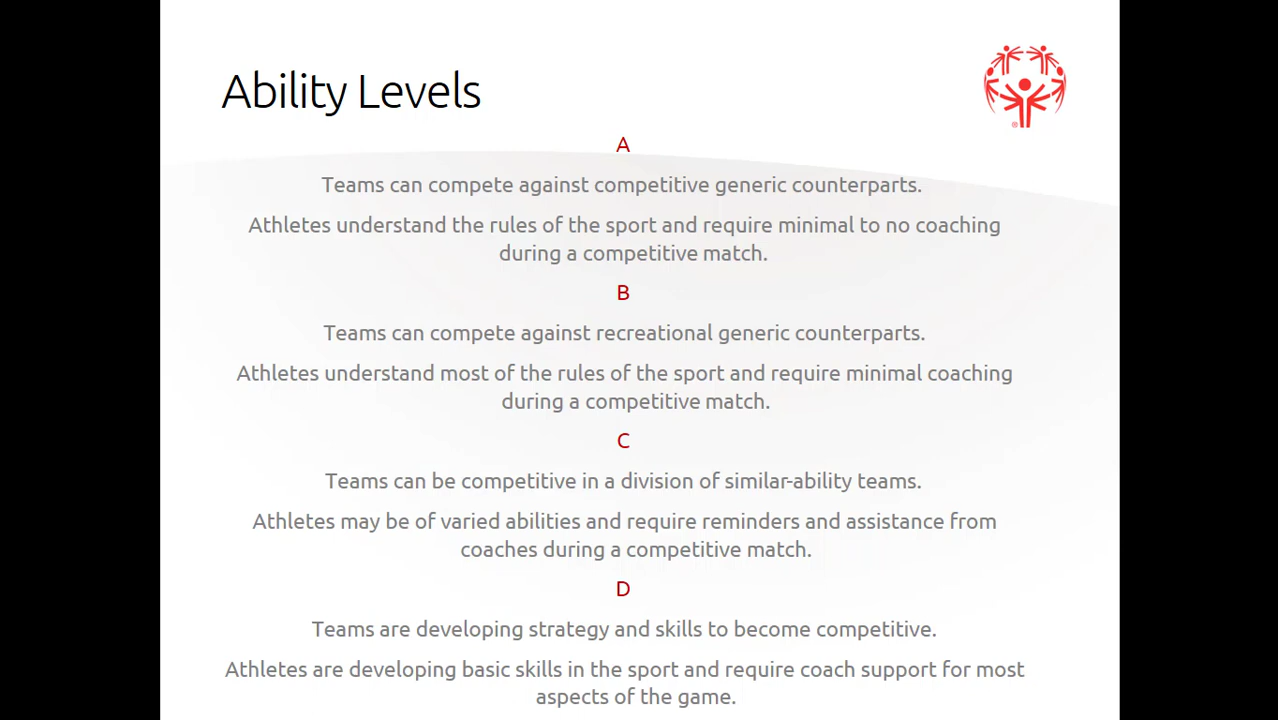 Ability Levels
A
Teams can compete against competitive generic counterparts.
Athletes understand the rules of the sport and require minimal to no coaching
during a competitive match.
B
Teams can compete against recreational generic counterparts.
Athletes understand most of the rules of the sport and require minimal coaching
during a competitive match.
C
Teams can be competitive in a division of similar-ability teams.
Athletes may be of varied abilities and require reminders and assistance from
coaches during a competitive match.
D
Teams are developing strategy and skills to become competitive.
Athletes are developing basic skills in the sport and require coach support for most
aspects of the game.